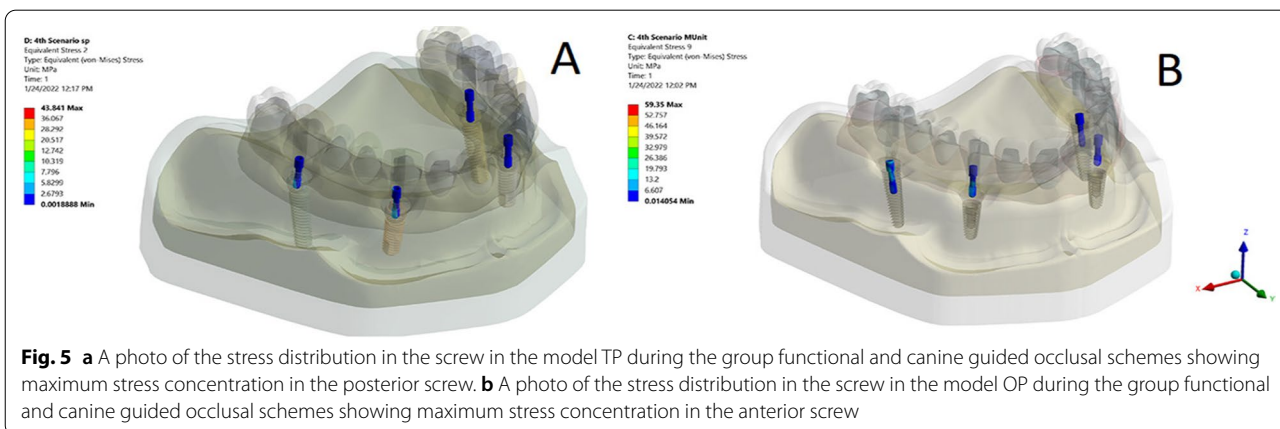 D: 4th Scenario sp
Equivalent Stress 2
Type: Equivalent (von-Mises) Stress
Unit: MPa
Time: 1
1/24/2022 12:17 PM
43.841 Max
36.067
28.292
20.517
12.742
10.319
7.796
5.8299
2.6793
0.0018888 Min
A
C: 4th Scenario MUnit
Equivalent Stress 9
Type: Equivalent (von-Mises) Stress
Unit: MPa
Time: 1
1/24/2022 12:02 PM
59.35 Max
52.757
46.164
39.572
32.979
26.386
19.793
13.2
6.607
0.014054 Min
B
Z
X
Y
Fig. 5 a A photo of the stress distribution in the screw in the model TP during the group functional and canine guided occlusal schemes showing
maximum stress concentration in the posterior screw. b A photo of the stress distribution in the screw in the model OP during the group functional
and canine guided occlusal schemes showing maximum stress concentration in the anterior screw